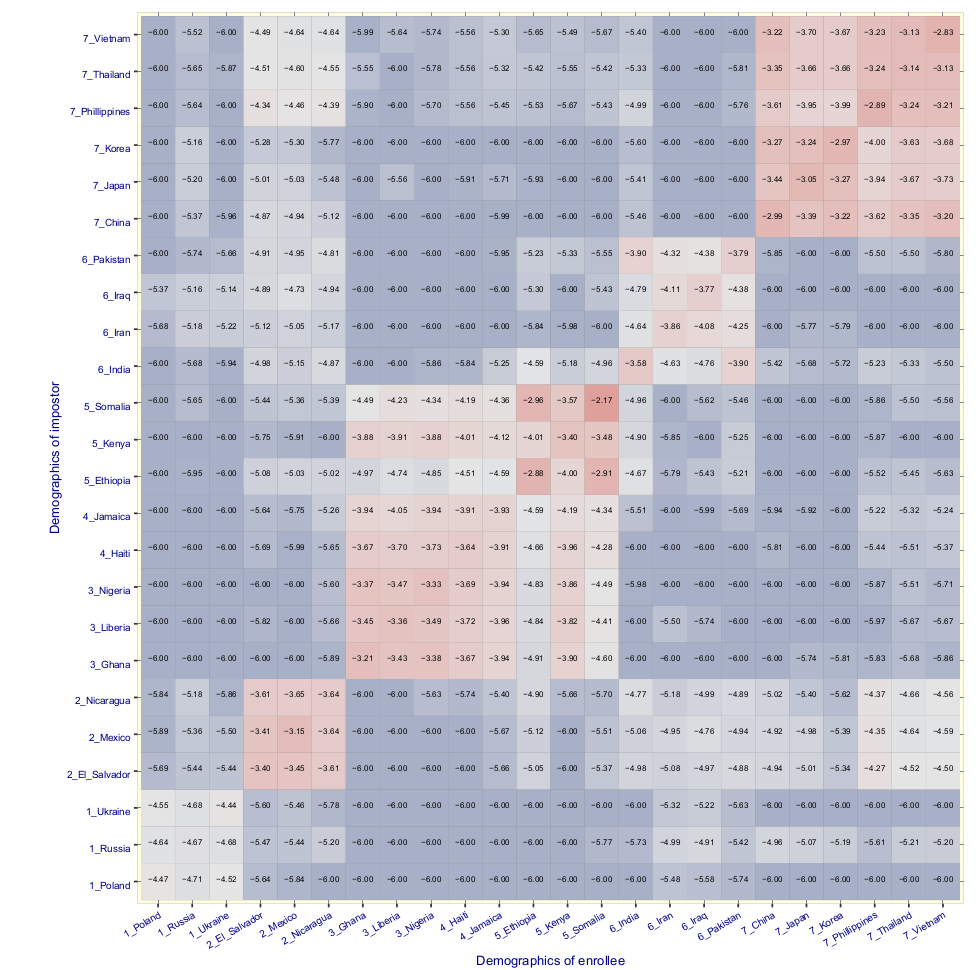 7_Vietnam −6.00 −5.52 −6.00 −4.49 −4.64 −4.64 −5.99 −5.64 −5.74 −5.56 −5.30 −5.65 −5.49 −5.67 −5.40 −6.00 −6.00 −6.00 −3.22 −3.70 −3.67 −3.23 −3.13 −2.83
7_Thailand −6.00 −5.65 −5.87 −4.51 −4.60 −4.55 −5.55 −6.00 −5.78 −5.56 −5.32 −5.42 −5.55 −5.42 −5.33 −6.00 −6.00 −5.81 −3.35 −3.66 −3.66 −3.24 −3.14 −3.13
7_Phillippines −6.00 −5.64 −6.00 −4.34 −4.46 −4.39 −5.90 −6.00 −5.70 −5.56 −5.45 −5.53 −5.67 −5.43 −4.99 −6.00 −6.00 −5.76 −3.61 −3.95 −3.99 −2.89 −3.24 −3.21
7_Korea −6.00 −5.16 −6.00 −5.28 −5.30 −5.77 −6.00 −6.00 −6.00 −6.00 −6.00 −6.00 −6.00 −6.00 −5.60 −6.00 −6.00 −6.00 −3.27 −3.24 −2.97 −4.00 −3.63 −3.68
7_Japan −6.00 −5.20 −6.00 −5.01 −5.03 −5.48 −6.00 −5.56 −6.00 −5.91 −5.71 −5.93 −6.00 −6.00 −5.41 −6.00 −6.00 −6.00 −3.44 −3.05 −3.27 −3.94 −3.67 −3.73
7_China −6.00 −5.37 −5.96 −4.87 −4.94 −5.12 −6.00 −6.00 −6.00 −6.00 −5.99 −6.00 −6.00 −6.00 −5.46 −6.00 −6.00 −6.00 −2.99 −3.39 −3.22 −3.62 −3.35 −3.20
6_Pakistan −6.00 −5.74 −5.66 −4.91 −4.95 −4.81 −6.00 −6.00 −6.00 −6.00 −5.95 −5.23 −5.33 −5.55 −3.90 −4.32 −4.38 −3.79 −5.85 −6.00 −6.00 −5.50 −5.50 −5.80
6_Iraq −5.37 −5.16 −5.14 −4.89 −4.73 −4.94 −6.00 −6.00 −6.00 −6.00 −6.00 −5.30 −6.00 −5.43 −4.79 −4.11 −3.77 −4.38 −6.00 −6.00 −6.00 −6.00 −6.00 −6.00
6_Iran −5.68 −5.18 −5.22 −5.12 −5.05 −5.17 −6.00 −6.00 −6.00 −6.00 −6.00 −5.84 −5.98 −6.00 −4.64 −3.86 −4.08 −4.25 −6.00 −5.77 −5.79 −6.00 −6.00 −6.00
6_India −6.00 −5.68 −5.94 −4.98 −5.15 −4.87 −6.00 −6.00 −5.86 −5.84 −5.25 −4.59 −5.18 −4.96 −3.58 −4.63 −4.76 −3.90 −5.42 −5.68 −5.72 −5.23 −5.33 −5.50
5_Somalia −6.00 −5.65 −6.00 −5.44 −5.36 −5.39 −4.49 −4.23 −4.34 −4.19 −4.36 −2.96 −3.57 −2.17 −4.96 −6.00 −5.62 −5.46 −6.00 −6.00 −6.00 −5.86 −5.50 −5.56
5_Kenya −6.00 −6.00 −6.00 −5.75 −5.91 −6.00 −3.88 −3.91 −3.88 −4.01 −4.12 −4.01 −3.40 −3.48 −4.90 −5.85 −6.00 −5.25 −6.00 −6.00 −6.00 −5.87 −6.00 −6.00
5_Ethiopia −6.00 −5.95 −6.00 −5.08 −5.03 −5.02 −4.97 −4.74 −4.85 −4.51 −4.59 −2.88 −4.00 −2.91 −4.67 −5.79 −5.43 −5.21 −6.00 −6.00 −6.00 −5.52 −5.45 −5.63
4_Jamaica −6.00 −6.00 −6.00 −5.64 −5.75 −5.26 −3.94 −4.05 −3.94 −3.91 −3.93 −4.59 −4.19 −4.34 −5.51 −6.00 −5.99 −5.69 −5.94 −5.92 −6.00 −5.22 −5.32 −5.24
4_Haiti −6.00 −6.00 −6.00 −5.69 −5.99 −5.65 −3.67 −3.70 −3.73 −3.64 −3.91 −4.66 −3.96 −4.28 −6.00 −6.00 −6.00 −6.00 −5.81 −6.00 −6.00 −5.44 −5.51 −5.37
3_Nigeria −6.00 −6.00 −6.00 −6.00 −6.00 −5.60 −3.37 −3.47 −3.33 −3.69 −3.94 −4.83 −3.86 −4.49 −5.98 −6.00 −6.00 −6.00 −6.00 −6.00 −6.00 −5.87 −5.51 −5.71
3_Liberia −6.00 −6.00 −6.00 −5.82 −6.00 −5.66 −3.45 −3.36 −3.49 −3.72 −3.96 −4.84 −3.82 −4.41 −6.00 −5.50 −5.74 −6.00 −6.00 −6.00 −6.00 −5.97 −5.67 −5.67
3_Ghana −6.00 −6.00 −6.00 −6.00 −6.00 −5.89 −3.21 −3.43 −3.38 −3.67 −3.94 −4.91 −3.90 −4.60 −6.00 −6.00 −6.00 −6.00 −6.00 −5.74 −5.81 −5.83 −5.68 −5.86
2_Nicaragua −5.84 −5.18 −5.86 −3.61 −3.65 −3.64 −6.00 −6.00 −5.63 −5.74 −5.40 −4.90 −5.66 −5.70 −4.77 −5.18 −4.99 −4.89 −5.02 −5.40 −5.62 −4.37 −4.66 −4.56
2_Mexico −5.89 −5.36 −5.50 −3.41 −3.15 −3.64 −6.00 −6.00 −6.00 −6.00 −5.67 −5.12 −6.00 −5.51 −5.06 −4.95 −4.76 −4.94 −4.92 −4.98 −5.39 −4.35 −4.64 −4.59
2_El_Salvador −5.69 −5.44 −5.44 −3.40 −3.45 −3.61 −6.00 −6.00 −6.00 −6.00 −5.66 −5.05 −6.00 −5.37 −4.98 −5.08 −4.97 −4.88 −4.94 −5.01 −5.34 −4.27 −4.52 −4.50
1_Ukraine −4.55 −4.68 −4.44 −5.60 −5.46 −5.78 −6.00 −6.00 −6.00 −6.00 −6.00 −6.00 −6.00 −6.00 −6.00 −5.32 −5.22 −5.63 −6.00 −6.00 −6.00 −6.00 −6.00 −6.00
1_Russia −4.64 −4.67 −4.68 −5.47 −5.44 −5.20 −6.00 −6.00 −6.00 −6.00 −6.00 −6.00 −6.00 −5.77 −5.73 −4.99 −4.91 −5.42 −4.96 −5.07 −5.19 −5.61 −5.21 −5.20
1_Poland −4.47 −4.71 −4.52 −5.64 −5.84 −6.00 −6.00 −6.00 −6.00 −6.00 −6.00 −6.00 −6.00 −6.00 −6.00 −5.48 −5.58 −5.74 −6.00 −6.00 −6.00 −6.00 −6.00 −6.00
Demographics of impostor
1_Poland 1_Russia 1_Ukraine 2_El_Salvador 2_Mexico 2_Nicaragua 3_Ghana 3_Liberia 3_Nigeria 4_Haiti 4_Jamaica 5_Ethiopia 5_Kenya 5_Somalia 6_India 6_Iran 6_Iraq 6_Pakistan 7_China 7_Japan 7_Korea 7_Phillippines 7_Thailand 7_Vietnam
Demographics of enrollee